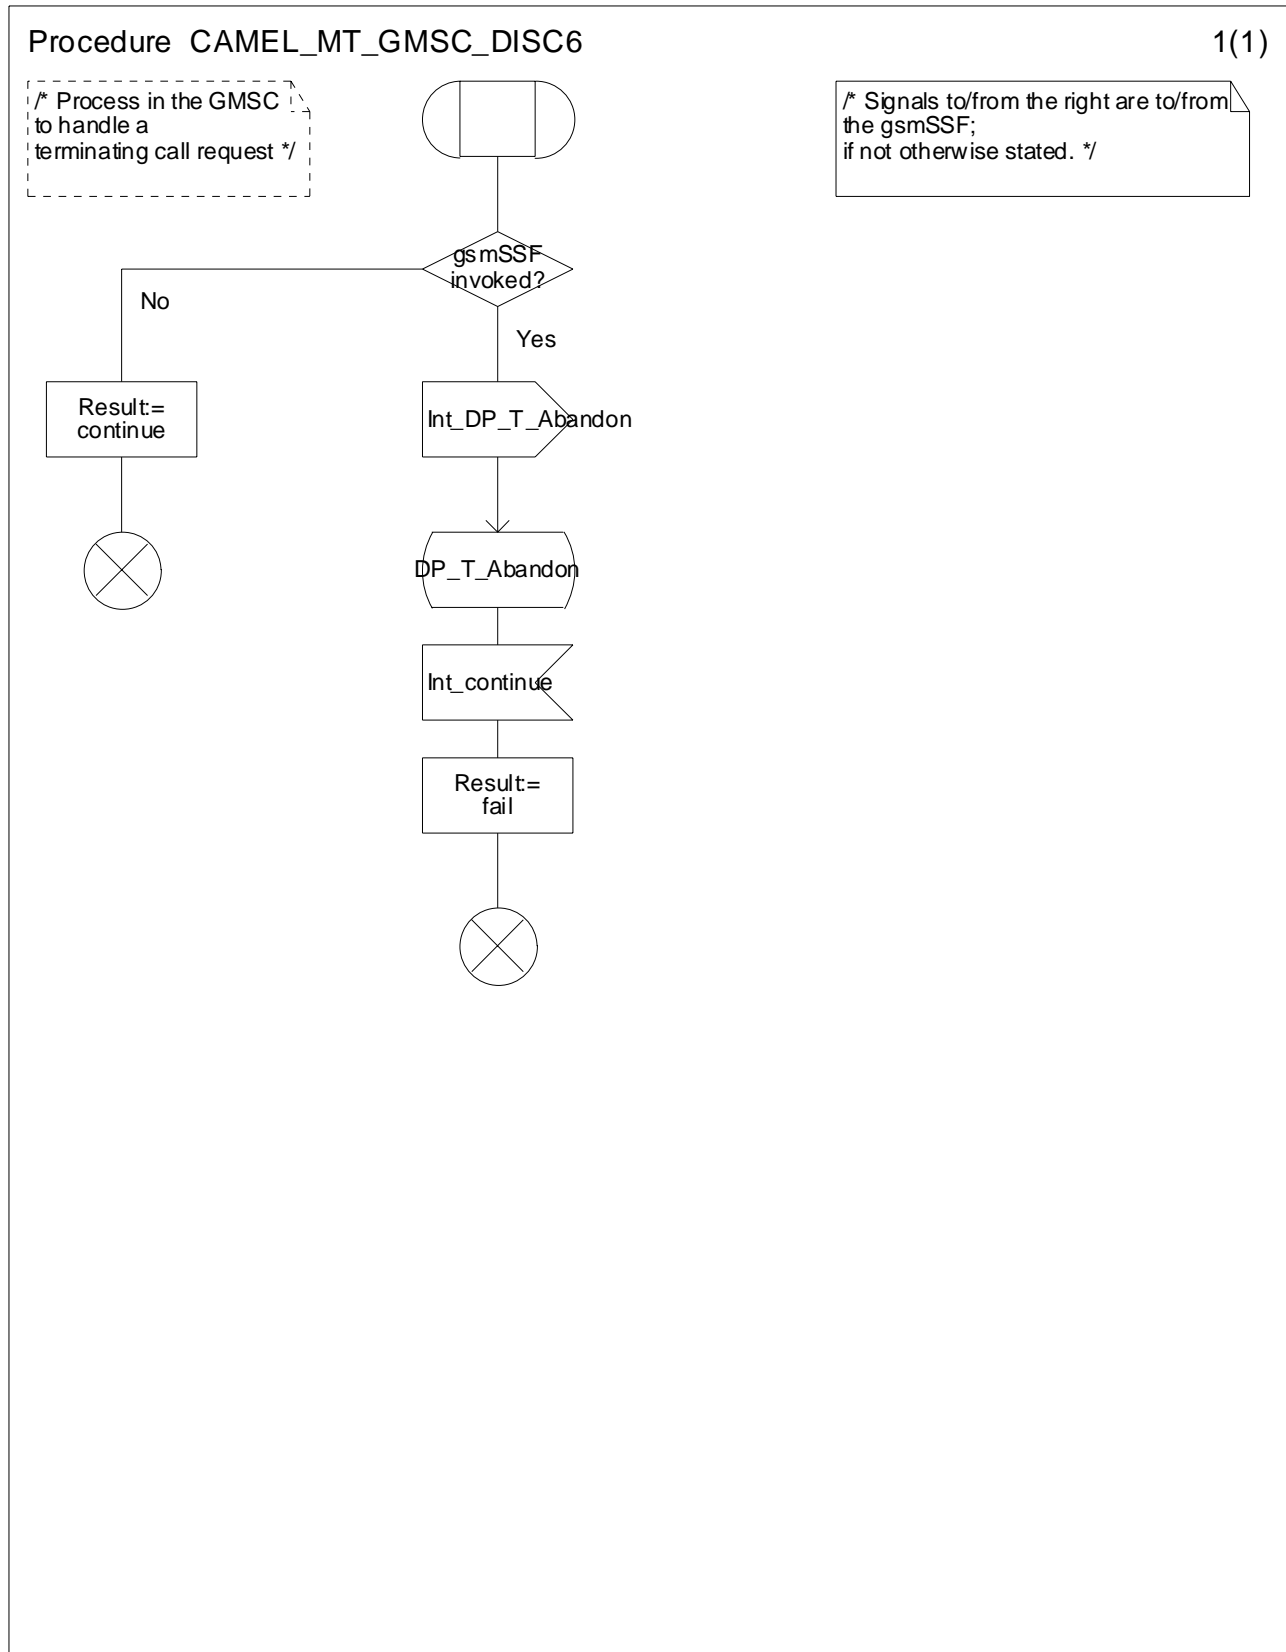 Procedure CAMEL_MT_GMSC_DISC6
1(1)
/* Process in the GMSC
to handle a
terminating call request */
/* Signals to/from the right are to/from
the gsmSSF;
if not otherwise stated. */
gsmSSF
invoked?
No
Yes
Result:=
continue
Int_DP_T_Abandon
DP_T_Abandon
Int_continue
Result:=
fail